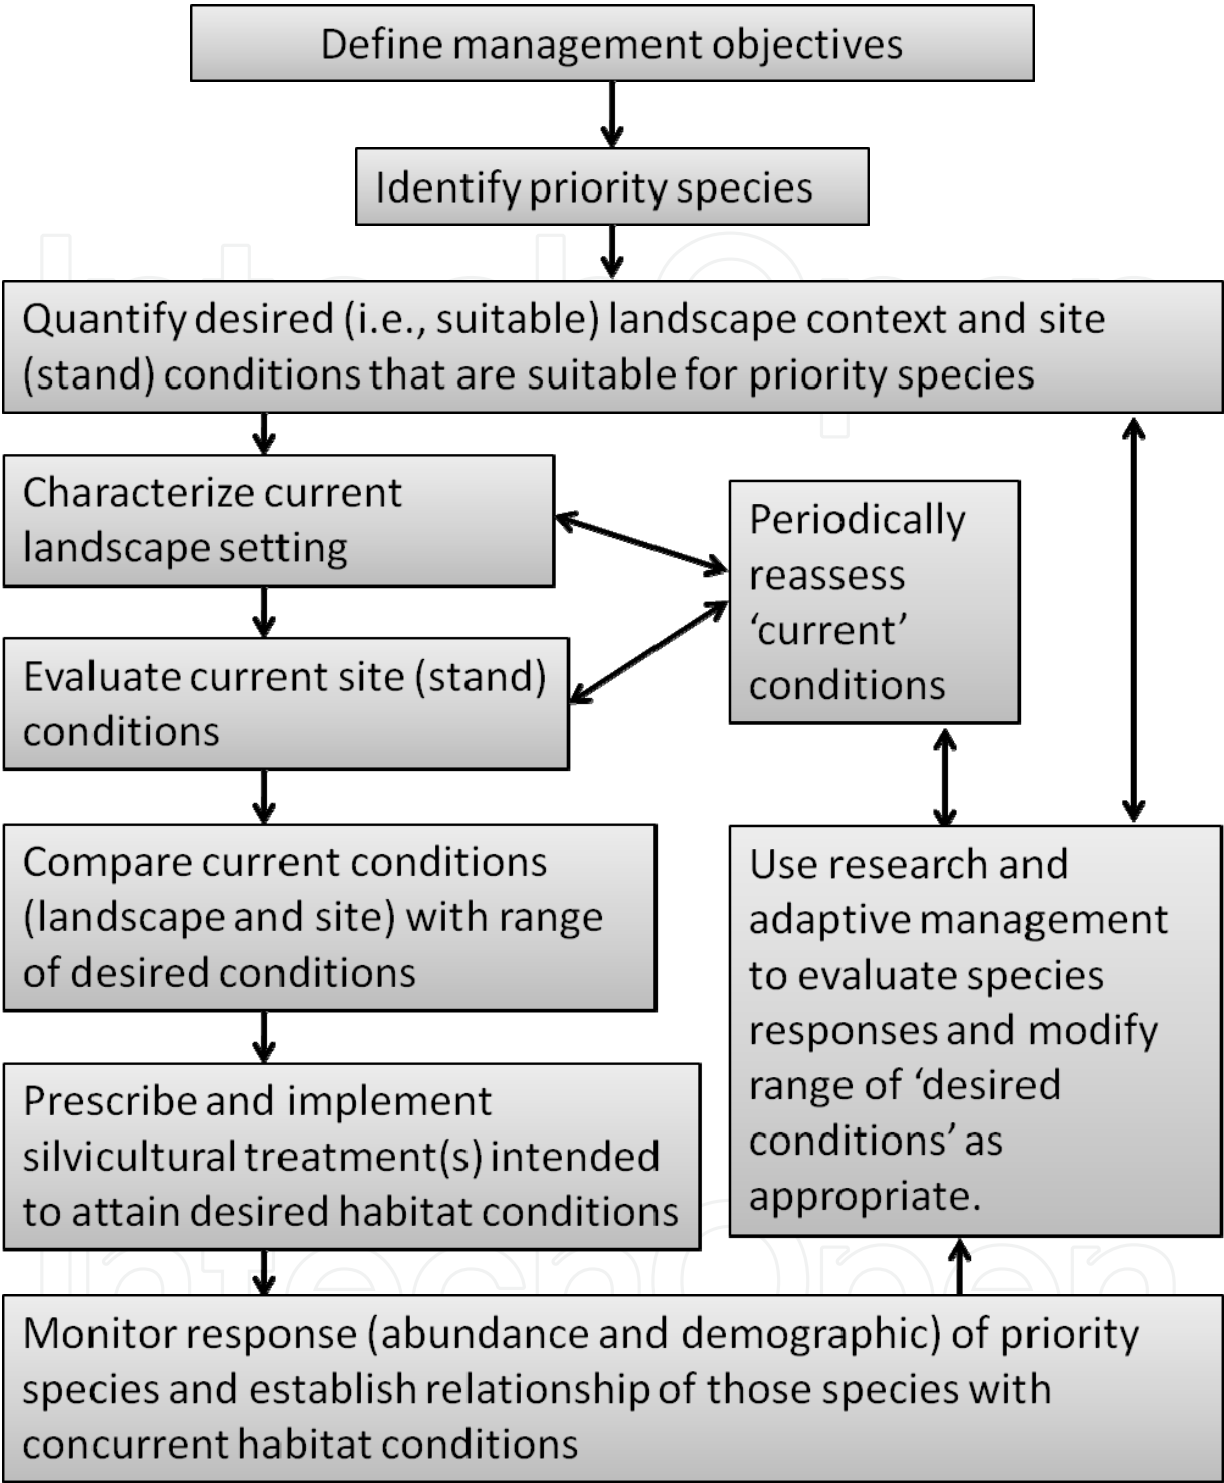 Define management objectives
Identify priority species
Quantify desired (i.e., suitable) landscape context and site
(stand) conditions that are suitable for priority species
Characterize current
landscape setting
Periodically
reassess
‘current’
conditions
Evaluate current site (stand)
conditions
Compare current conditions
(landscape and site) with range
of desired conditions
Use research and
adaptive management
to evaluate species
responses and modify
range of ‘desired
conditions’ as
appropriate.
Prescribe and implement
silvicultural treatment(s) intended
to attain desired habitat conditions
Monitor response (abundance and demographic) of priority
species and establish relationship of those species with
concurrent habitat conditions
IntechOpen
IntechOpen